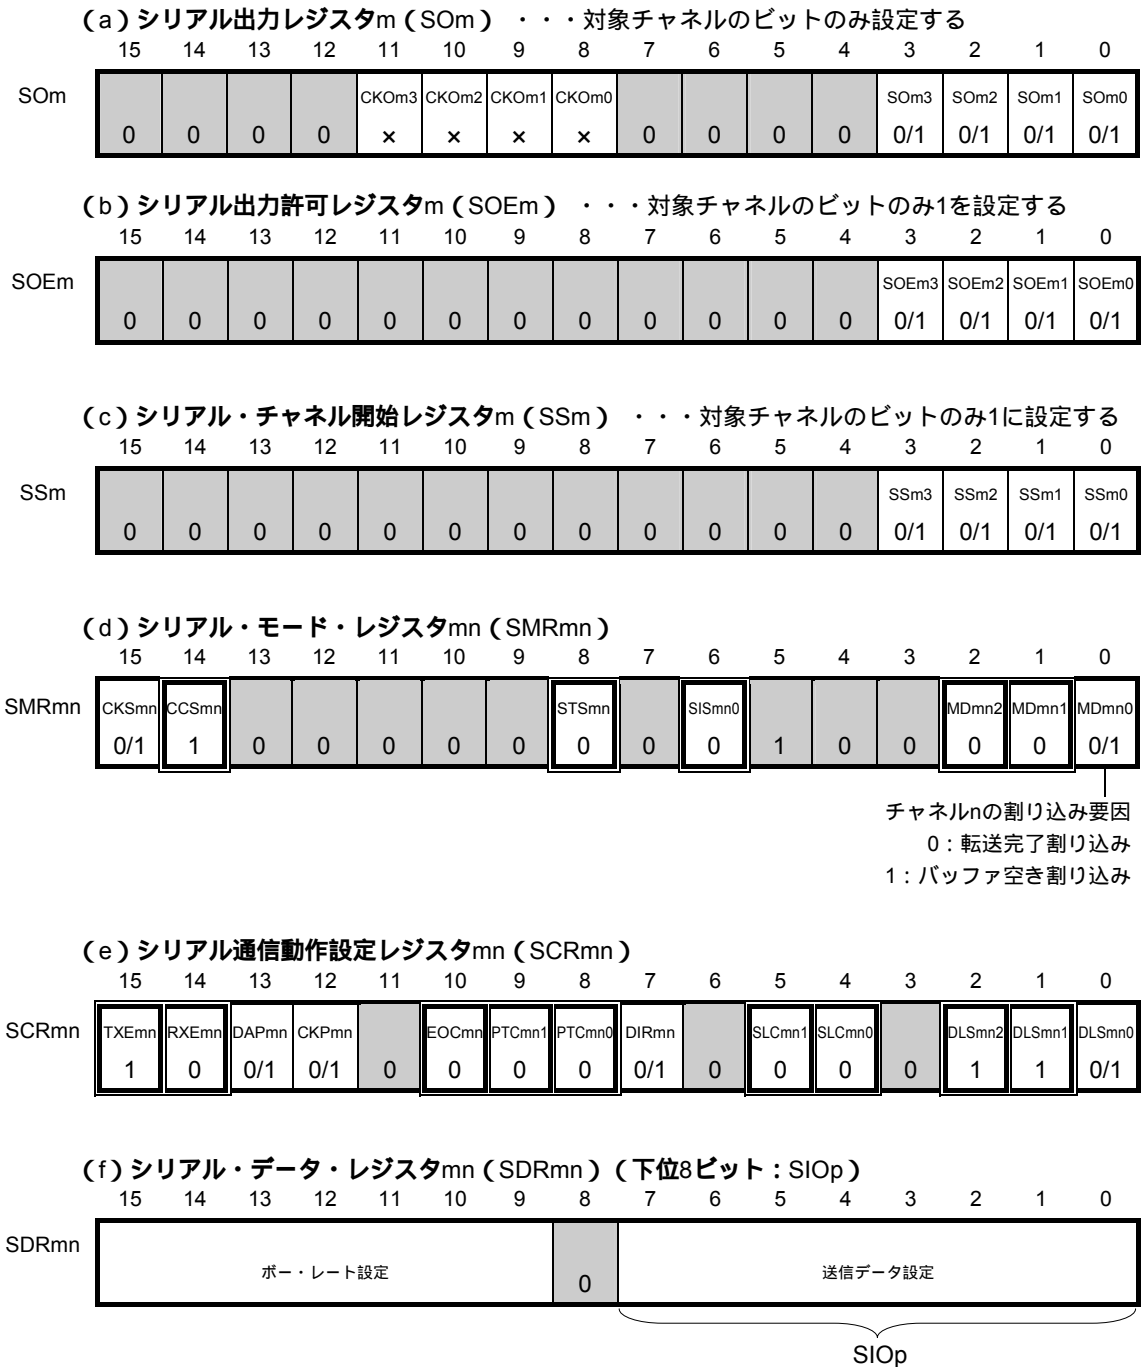 (a)シリアル出力レジスタm(SOm) ・・・対象チャネルのビットのみ設定する
15 14 13 12 11 10 9 8 7 6 5 4 3 2 1 0
SOm
CKOm3 CKOm2 CKOm1 CKOm0 SOm3 SOm2 SOm1 SOm0
0 0 0 0 × × × × 0 0 0 0 0/1 0/1 0/1 0/1
(b)シリアル出力許可レジスタm(SOEm) ・・・対象チャネルのビットのみ1を設定する
15 14 13 12 11 10 9 8 7 6 5 4 3 2 1 0
SOEm
SOEm3 SOEm2 SOEm1 SOEm0
0 0 0 0 0 0 0 0 0 0 0 0 0/1 0/1 0/1 0/1
(c)シリアル・チャネル開始レジスタm(SSm) ・・・対象チャネルのビットのみ1に設定する
15 14 13 12 11 10 9 8 7 6 5 4 3 2 1 0
SSm
SSm3 SSm2 SSm1 SSm0
0 0 0 0 0 0 0 0 0 0 0 0 0/1 0/1 0/1 0/1
(d)シリアル・モード・レジスタmn(SMRmn)
15 14 13 12 11 10 9 8 7 6 5 4 3 2 1 0
SMRmn
CKSmn CCSmn STSmn SISmn0 MDmn2 MDmn1 MDmn0
0/1 1 0 0 0 0 0 0 0 0 1 0 0 0 0 0/1
チャネルnの割り込み要因
0:転送完了割り込み
1:バッファ空き割り込み
(e)シリアル通信動作設定レジスタmn(SCRmn)
15 14 13 12 11 10 9 8 7 6 5 4 3 2 1 0
SCRmn
TXEmn RXEmn DAPmn CKPmn EOCmn PTCmn1 PTCmn0 DIRmn SLCmn1 SLCmn0 DLSmn2 DLSmn1 DLSmn0
1 0 0/1 0/1 0 0 0 0 0/1 0 0 0 0 1 1 0/1
(f)シリアル・データ・レジスタmn(SDRmn)(下位8ビット:SIOp)
15 14 13 12 11 10 9 8 7 6 5 4 3 2 1 0
SDRmn
ボー・レート設定 0 送信データ設定
SIOp